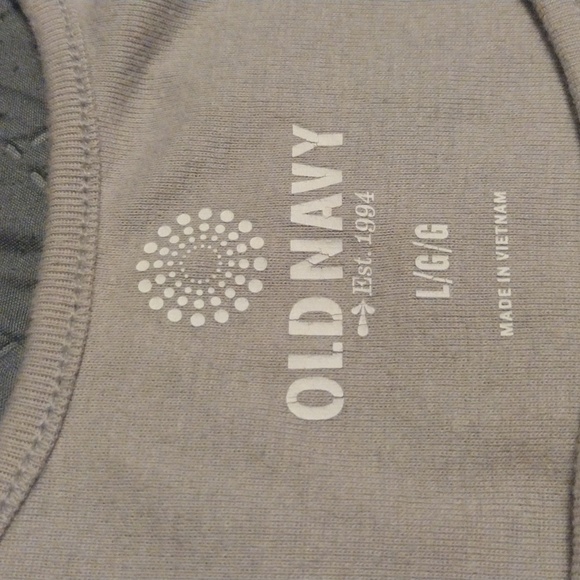 OLD NAVY
Est. 1994
L/G/G
MADE IN VIETNAM